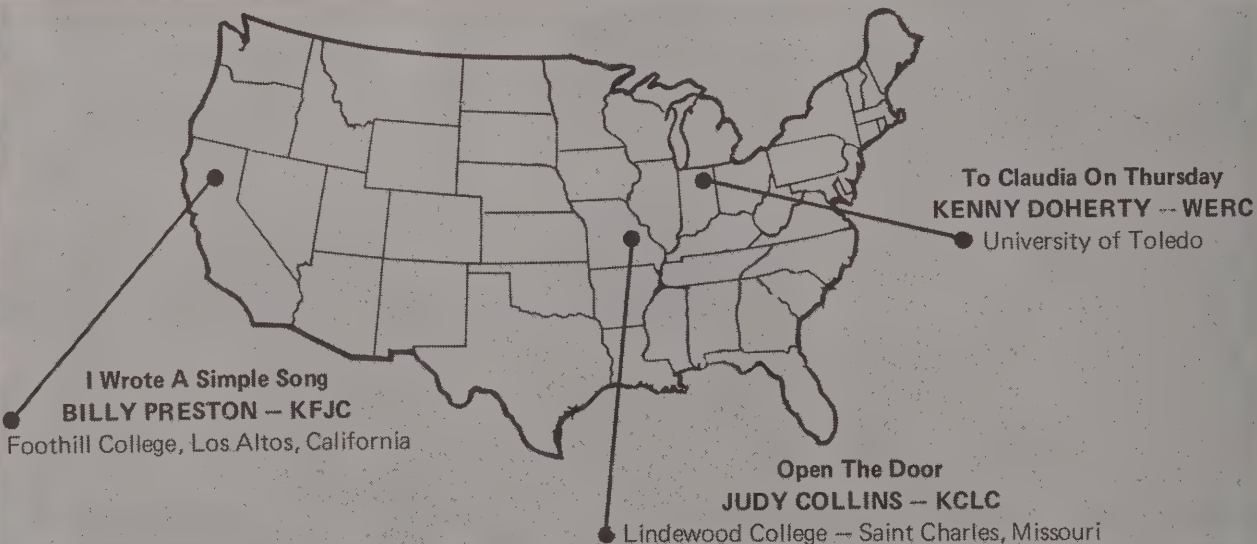 To Claudia On Thursday
KENNY DOHERTY -- WERC
University of Toledo
I Wrote A Simple Song
BILLY PRESTON — KFJC
Foothill College, Los Altos, California
Open The Door
JUDY COLLINS — KCLC
Lindewood College — Saint Charles, Missouri